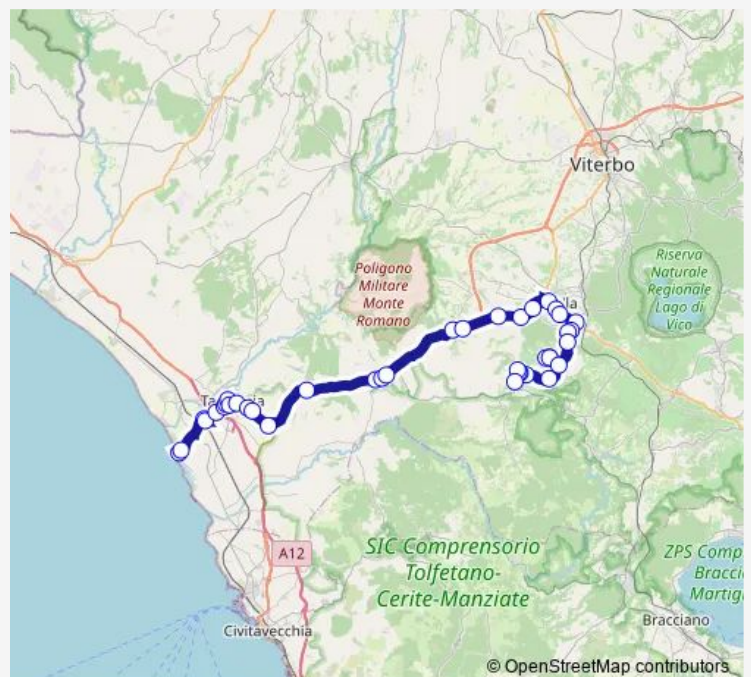 Viterbo
Riserva
Naturale
Regionale
Lago di
Vico
Poligono
Militare
Monte
Romano
A12
SIC Comprensorio
Tolfetano-
Cerite-Manziate
ZPS Comp
Bracci
Martig
Civitavecchia
Bracciano
© OpenStreetMap contributors